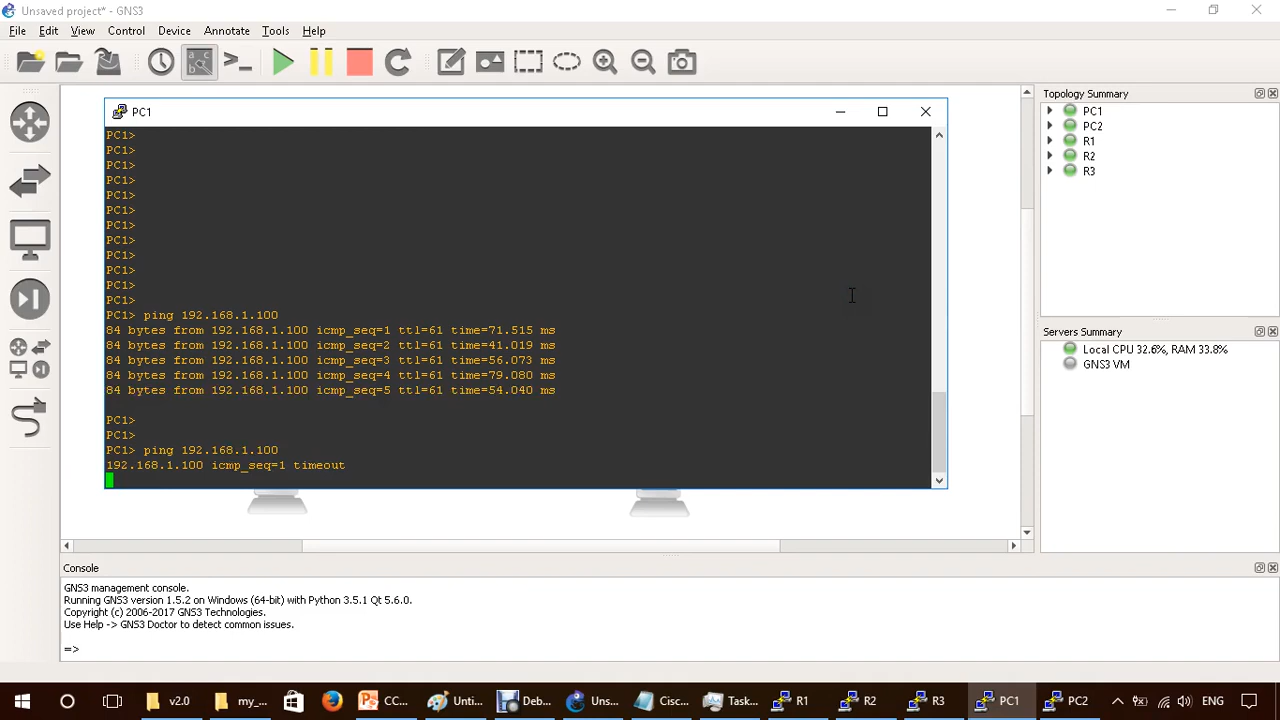 Unsaved project* - GNS3
File Edit View Control Device Annotate Tools Help
PC1
PC1>
PC1>
PC1>
PC1>
PC1>
PC1>
PC1>
PC1>
PC1>
PC1>
PC1>
PC1>
PC1> ping 192.168.1.100
84 bytes from 192.168.1.100 icmp_seq=1 ttl=61 time=71.515 ms
84 bytes from 192.168.1.100 icmp_seq=2 ttl=61 time=41.019 ms
84 bytes from 192.168.1.100 icmp_seq=3 ttl=61 time=56.073 ms
84 bytes from 192.168.1.100 icmp_seq=4 ttl=61 time=79.080 ms
84 bytes from 192.168.1.100 icmp_seq=5 ttl=61 time=54.040 ms
PC1>
PC1>
PC1> ping 192.168.1.100
192.168.1.100 icmp_seq=1 timeout
Topology Summary
PC1
PC2
R1
R2
R3
Servers Summary
Local CPU 32.6%, RAM 33.8%
GNS3 VM
Console
GNS3 management console.
Running GNS3 version 1.5.2 on Windows (64-bit) with Python 3.5.1 Qt 5.6.0.
Copyright (c) 2006-2017 GNS3 Technologies.
Use Help -> GNS3 Doctor to detect common issues.
=>
v2.0 my_... CC... Unti... Deb... Uns... Cisc... Task... R1 R2 R3 PC1 PC2 ENG